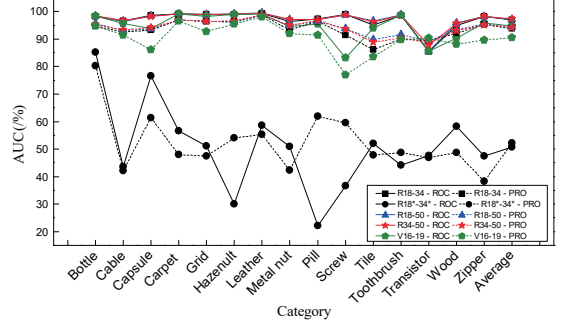 100
90
80
70
60
50
40
30
20
AUC(/%)
R18-34 - ROC R18-34 - PRO
R18*-34* - ROC R18*-34* - PRO
R18-50 - ROC R18-50 - PRO
R34-50 - ROC R34-50 - PRO
V16-19 - ROC V16-19 - PRO
Bottle Cable Capsule Carpet Grid Hazenult Leather Metal nut Pill Screw Tile Toothbrush Transistor Wood Zipper Average
Category